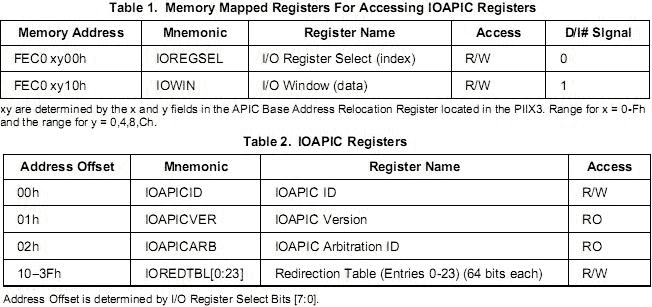 Table 1. Memory Mapped Registers For Accessing IOAPIC Registers
Memory Address Mnemonic Register Name Access D/I# SIgnal
FEC0 xy00h IOREGSEL I/O Register Select (index) R/W 0
FEC0 xy10h IOWIN I/O Window (data) R/W 1
xy are determined by the x and y fields in the APIC Base Address Relocation Register located in the PIIX3. Range for x = 0-Fh
and the range for y = 0,4,8,Ch.
Table 2. IOAPIC Registers
Address Offset Mnemonic Register Name Access
00h IOAPICID IOAPIC ID R/W
01h IOAPICVER IOAPIC Version RO
02h IOAPICARB IOAPIC Arbitration ID RO
10–3Fh IOREDTBL[0:23] Redirection Table (Entries 0-23) (64 bits each) R/W
Address Offset is determined by I/O Register Select Bits [7:0].